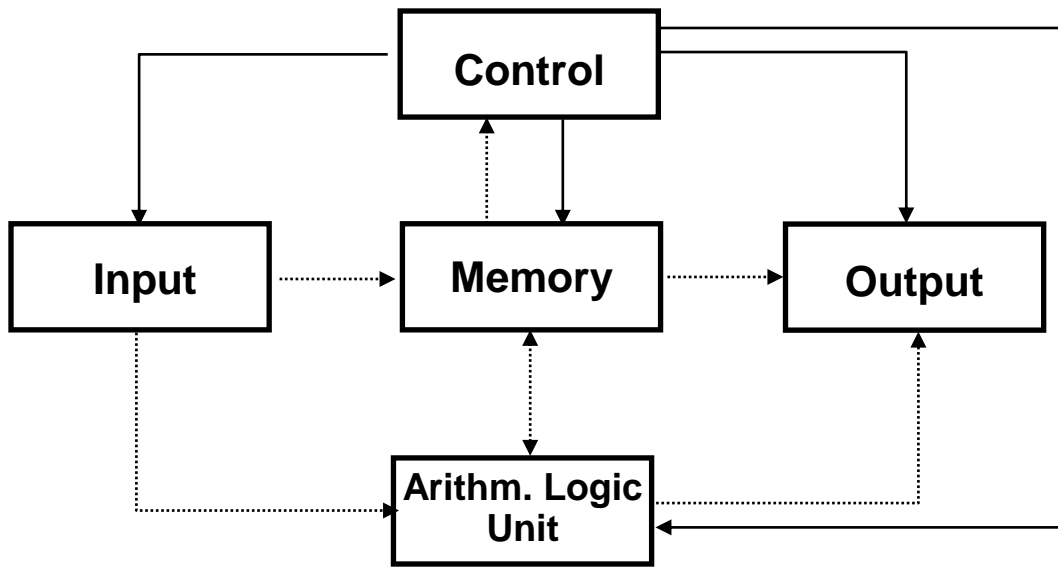 Control
Input
Memory
Output
Arithm. Logic
Unit